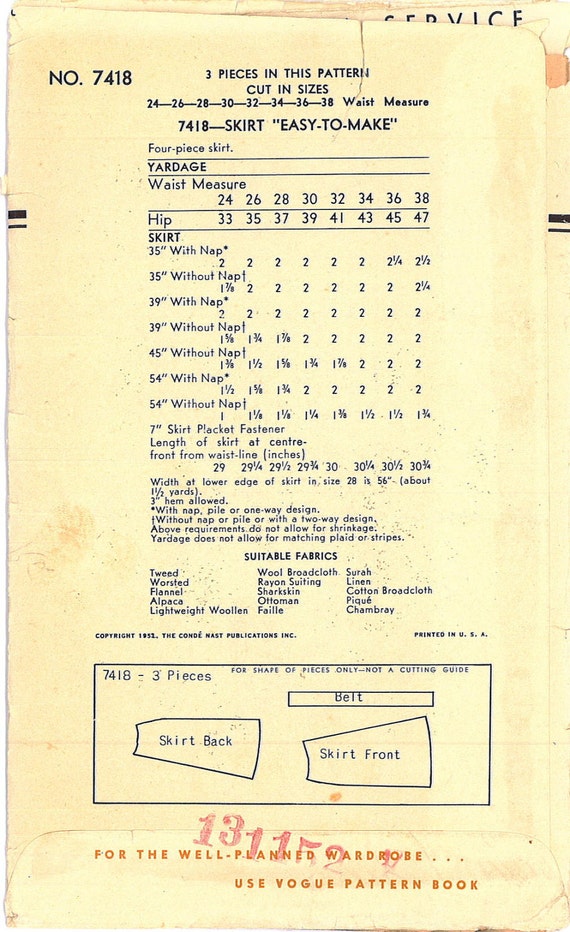 SERVICE
NO. 7418
3 PIECES IN THIS PATTERN
CUT IN SIZES
24—26—28—30—32—34—36—38 Waist Measure
7418—SKIRT "EASY-TO-MAKE"
Four-piece skirt.
YARDAGE
Waist Measure
24 26 28 30 32 34 36 38
Hip 33 35 37 39 41 43 45 47
SKIRT
35" With Nap*
2 2 2 2 2 2 2¼ 2½
35" Without Nap†
1⅞ 2 2 2 2 2 2 2¼
39" With Nap*
2 2 2 2 2 2 2 2
39" Without Nap†
1⅝ 1¾ 1⅞ 2 2 2 2 2
45" Without Nap†
1⅜ 1½ 1⅝ 1¾ 1⅞ 2 2 2
54" With Nap*
1½ 1⅝ 1¾ 2 2 2 2 2
54" Without Nap†
1 1⅛ 1⅛ 1¼ 1⅜ 1½ 1½ 1¾
7" Skirt Placket Fastener
Length of skirt at centre-
front from waist-line (inches)
29 29¼ 29½ 29¾ 30 30¼ 30½ 30¾
Width at lower edge of skirt in size 28 is 56" (about
1½ yards).
3" hem allowed.
*With nap, pile or one-way design.
†Without nap or pile or with a two-way design.
Above requirements do not allow for shrinkage.
Yardage does not allow for matching plaid or stripes.
SUITABLE FABRICS
Tweed Wool Broadcloth Surah
Worsted Rayon Suiting Linen
Flannel Sharkskin Cotton Broadcloth
Alpaca Ottoman Piqué
Lightweight Woollen Faille Chambray
COPYRIGHT 1952, THE CONDÉ NAST PUBLICATIONS INC. PRINTED IN U. S. A.
7418 - 3 Pieces FOR SHAPE OF PIECES ONLY—NOT A CUTTING GUIDE
Belt
Skirt Back
Skirt Front
131152
FOR THE WELL-PLANNED WARDROBE . . .
USE VOGUE PATTERN BOOK